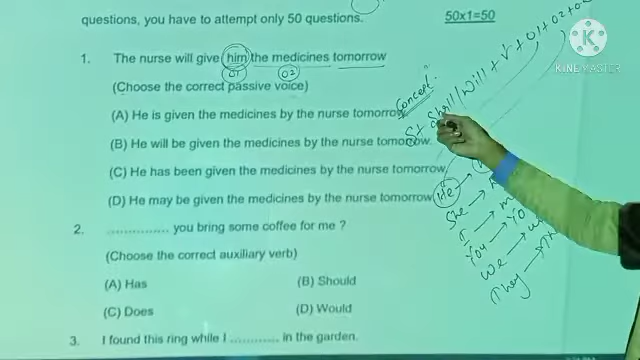 questions, you have to attempt only 50 questions.
50x1=50
1. The nurse will give him the medicines tomorrow
O1 O2
(Choose the correct passive voice)
(A) He is given the medicines by the nurse tomorrow
(B) He will be given the medicines by the nurse tomorrow.
(C) He has been given the medicines by the nurse tomorrow
(D) He may be given the medicines by the nurse tomorrow
2. ............... you bring some coffee for me ?
(Choose the correct auxiliary verb)
(A) Has (B) Should
(C) Does (D) Would
3. I found this ring while I ............ in the garden.
Concept:
S+ Shall/Will + V + O1 + O2 +
He →
She →
I →
You → Yo
We →
They →
KINEMASTER